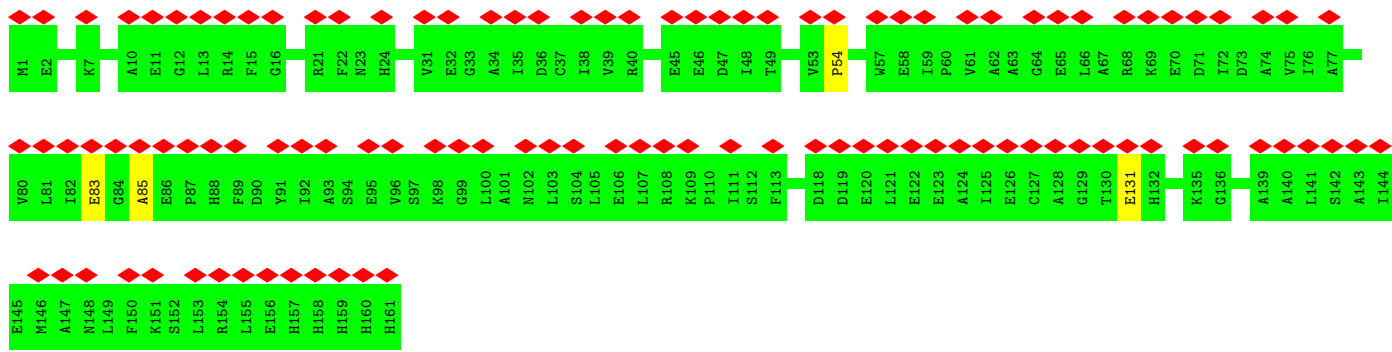 M1 E2 K7 A10 E11 G12 L13 R14 F15 G16 R21 F22 N23 H24 V31 E32 G33 A34 I35 D36 C37 I38 V39 R40 E45 E46 D47 I48 T49 V53 P54 W57 E58 I59 P60 V61 A62 A63 G64 E65 L66 A67 R68 K69 E70 D71 I72 D73 A74 V75 I76 A77
V80 L81 I82 E83 G84 A85 E86 P87 H88 F89 D90 Y91 I92 A93 S94 E95 V96 S97 K98 G99 L100 A101 N102 L103 S104 L105 E106 L107 R108 K109 P110 I111 S112 F113 D118 D119 E120 L121 E122 E123 A124 I125 E126 C127 A128 G129 T130 E131 H132 K135 G136 A139 A140 L141 S142 A143 I144
E145 M146 A147 N148 L149 F150 K151 S152 L153 R154 L155 E156 H157 H158 H159 H160 H161